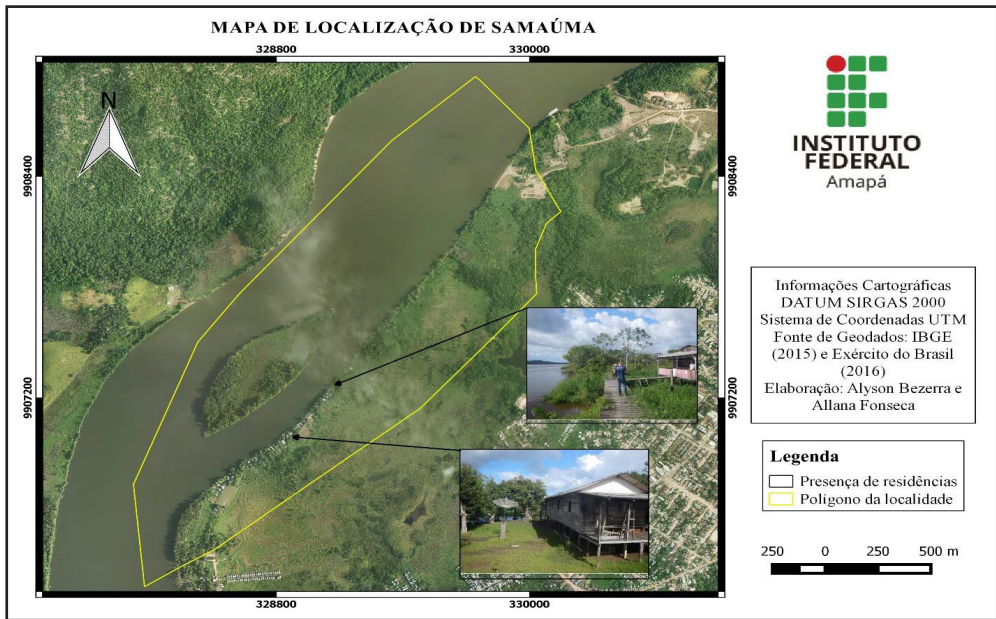 MAPA DE LOCALIZAÇÃO DE SAMAÚMA
328800
330000
N
9908400
9908400
9907200
9907200
328800
330000
INSTITUTO
FEDERAL
Amapá
Informações Cartográficas
DATUM SIRGAS 2000
Sistema de Coordenadas UTM
Fonte de Geodados: IBGE
(2015) e Exército do Brasil
(2016)
Elaboração: Alyson Bezerra e
Allana Fonseca
Legenda
Presença de residências
Polígono da localidade
250 0 250 500 m